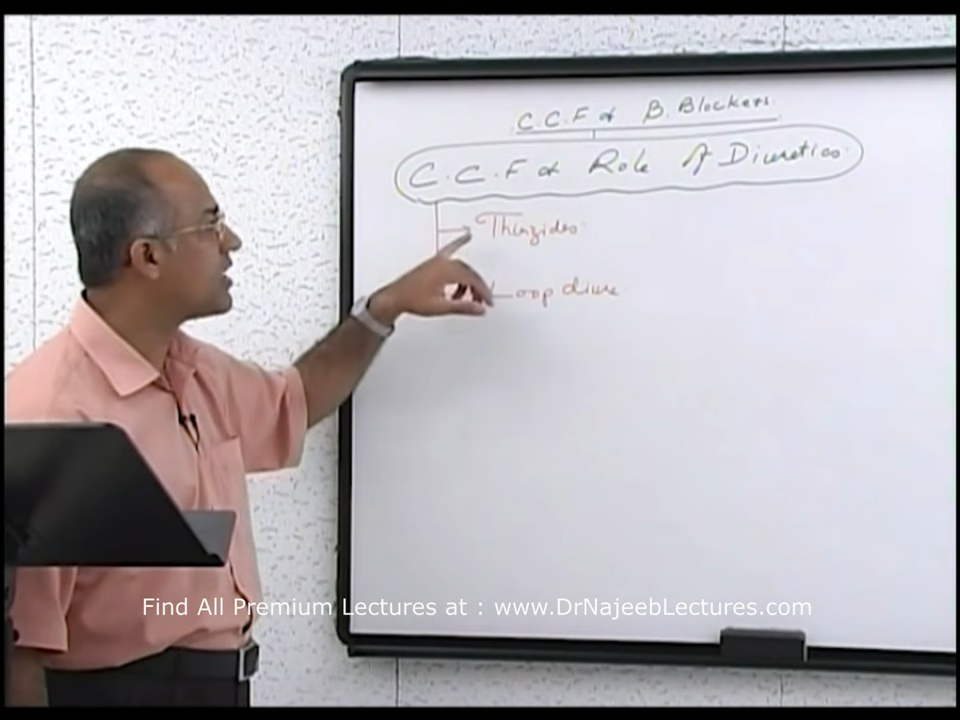 C.C.F & B. Blockers
C.C.F & Role of Diuretics
Thiazides
Loop diure
Find All Premium Lectures at : www.DrNajeebLectures.com